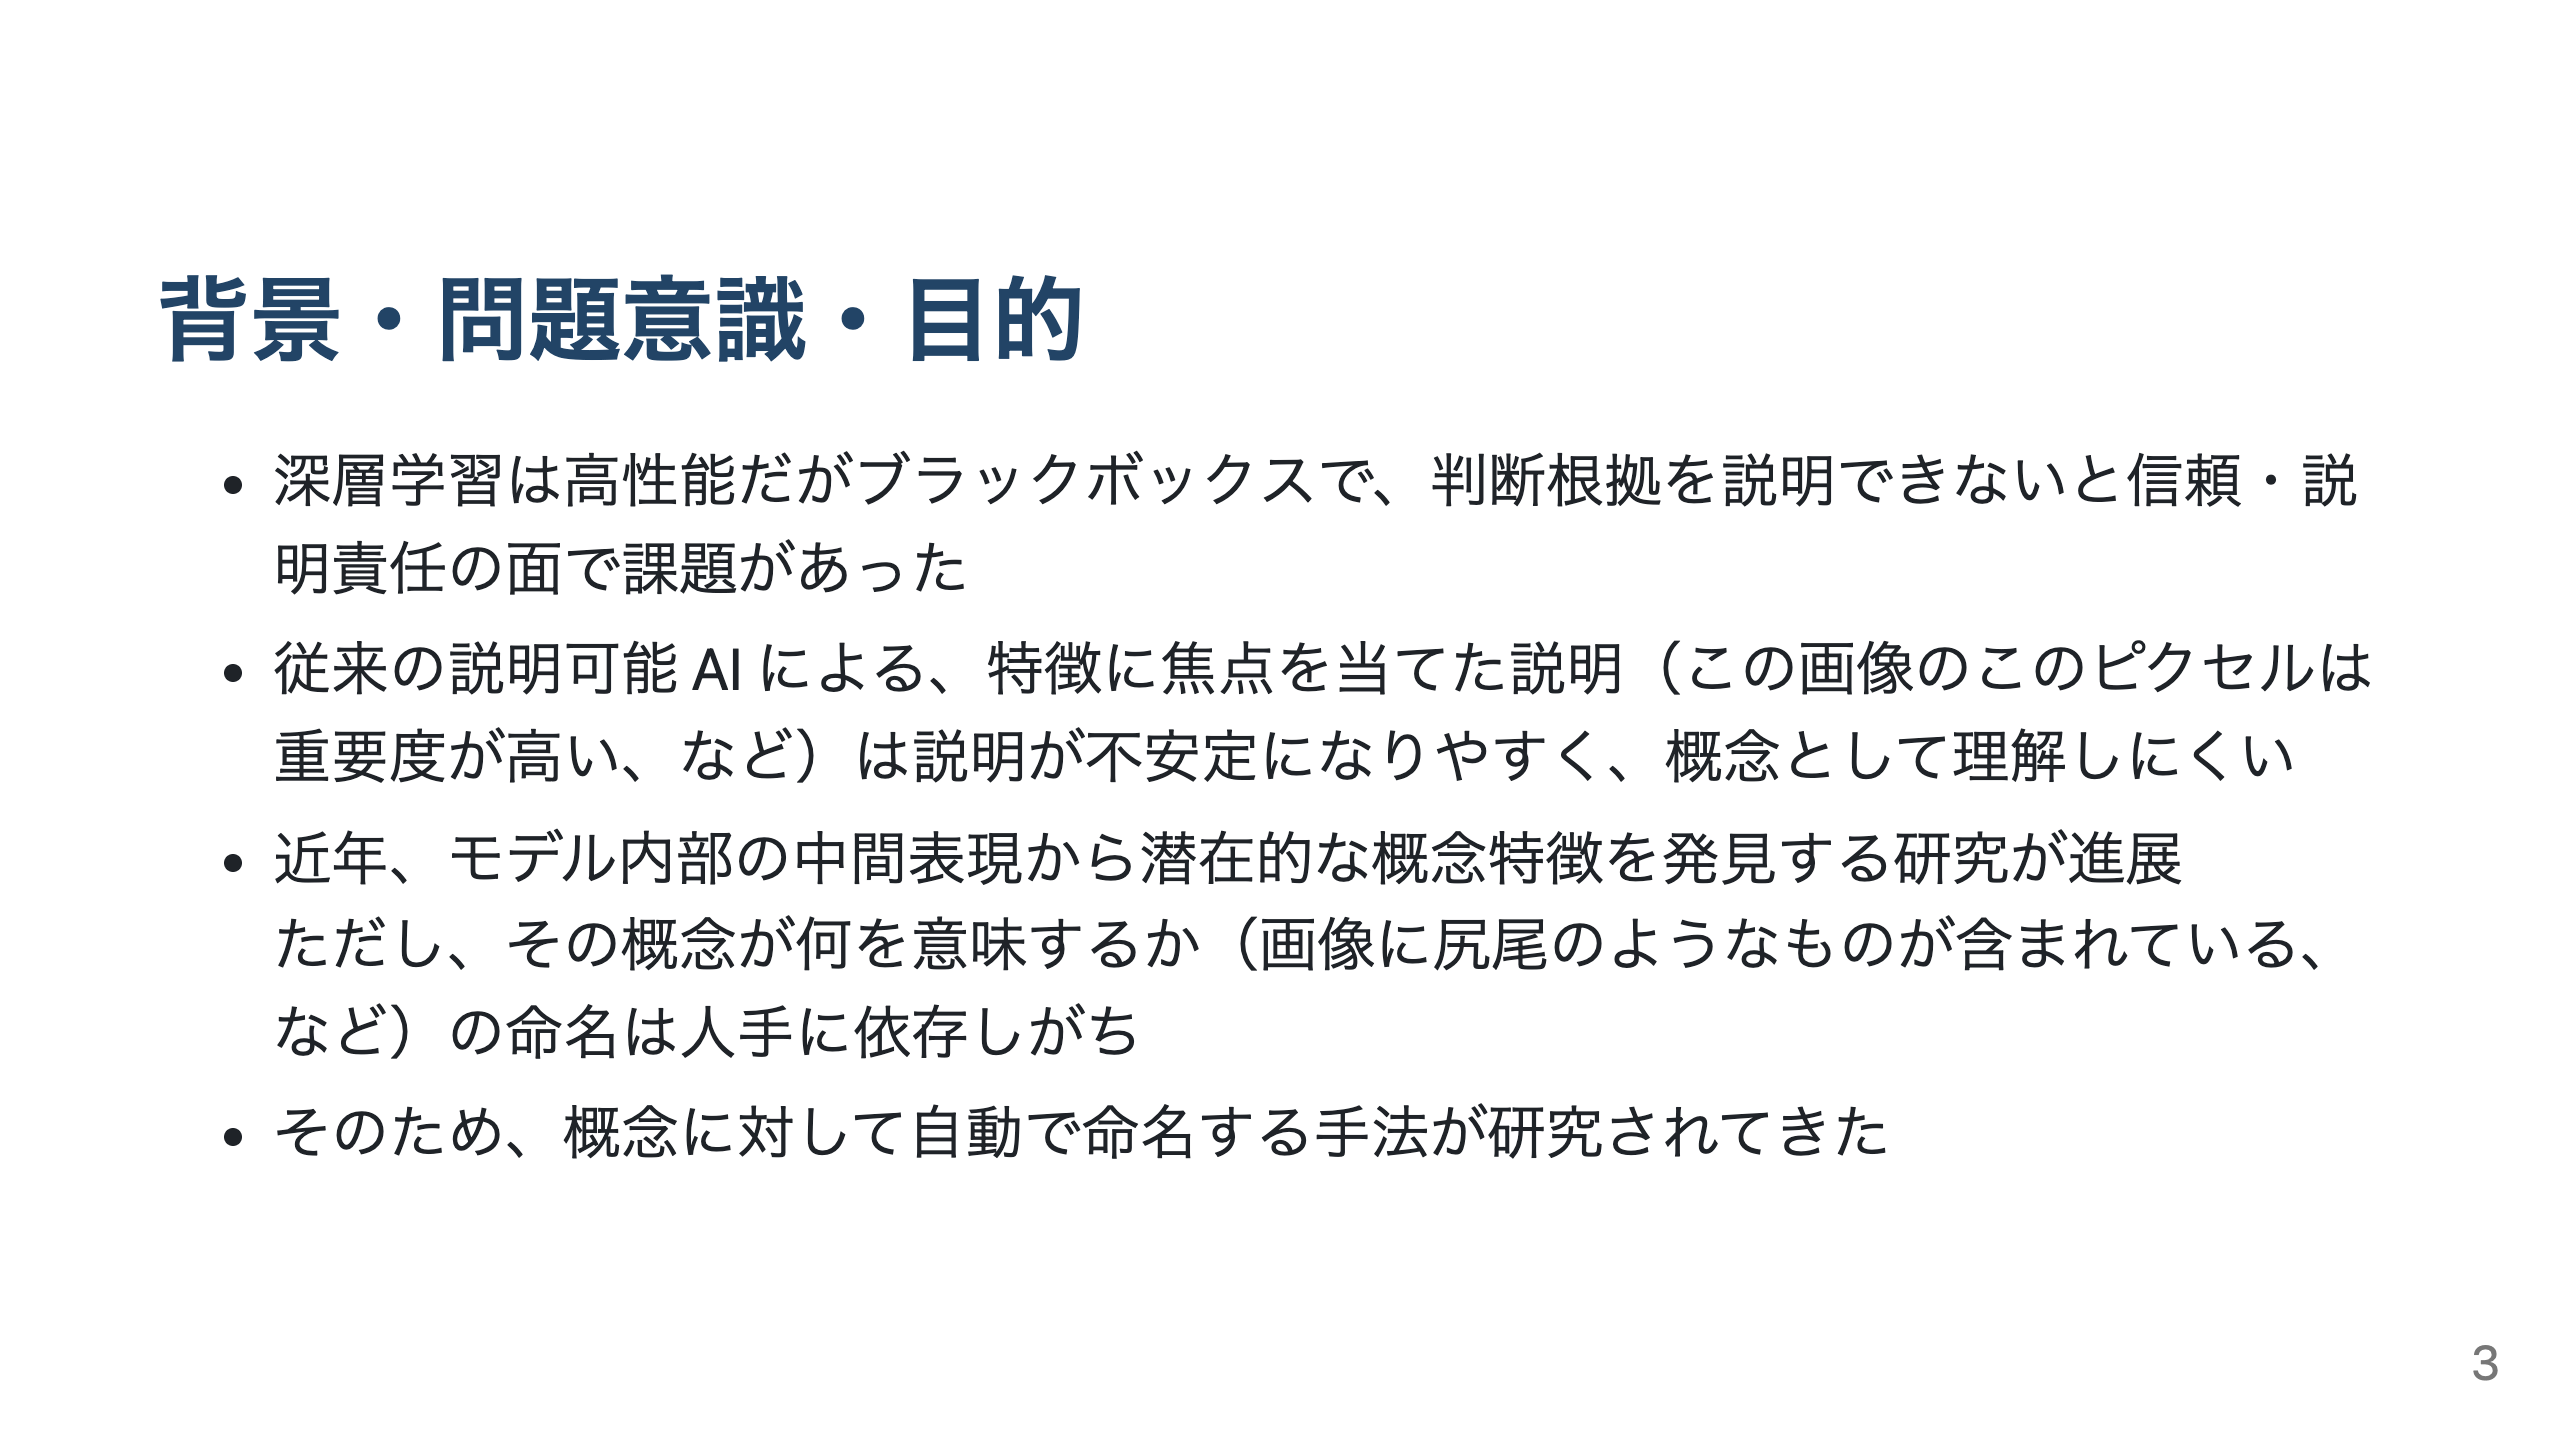 背景・問題意識・目的
• 深層学習は高性能だがブラックボックスで、判断根拠を説明できないと信頼・説
明責任の面で課題があった
• 従来の説明可能 AI による、特徴に焦点を当てた説明（この画像のこのピクセルは
重要度が高い、など）は説明が不安定になりやすく、概念として理解しにくい
• 近年、モデル内部の中間表現から潜在的な概念特徴を発見する研究が進展
ただし、その概念が何を意味するか（画像に尻尾のようなものが含まれている、
など）の命名は人手に依存しがち
• そのため、概念に対して自動で命名する手法が研究されてきた
3